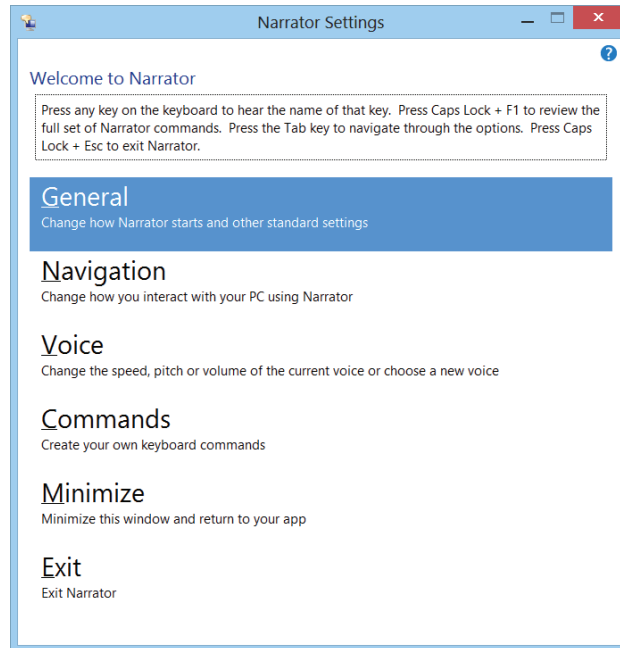 Narrator Settings
?
Welcome to Narrator
Press any key on the keyboard to hear the name of that key.  Press Caps Lock + F1 to review the
full set of Narrator commands.  Press the Tab key to navigate through the options.  Press Caps
Lock + Esc to exit Narrator.
General
Change how Narrator starts and other standard settings
Navigation
Change how you interact with your PC using Narrator
Voice
Change the speed, pitch or volume of the current voice or choose a new voice
Commands
Create your own keyboard commands
Minimize
Minimize this window and return to your app
Exit
Exit Narrator